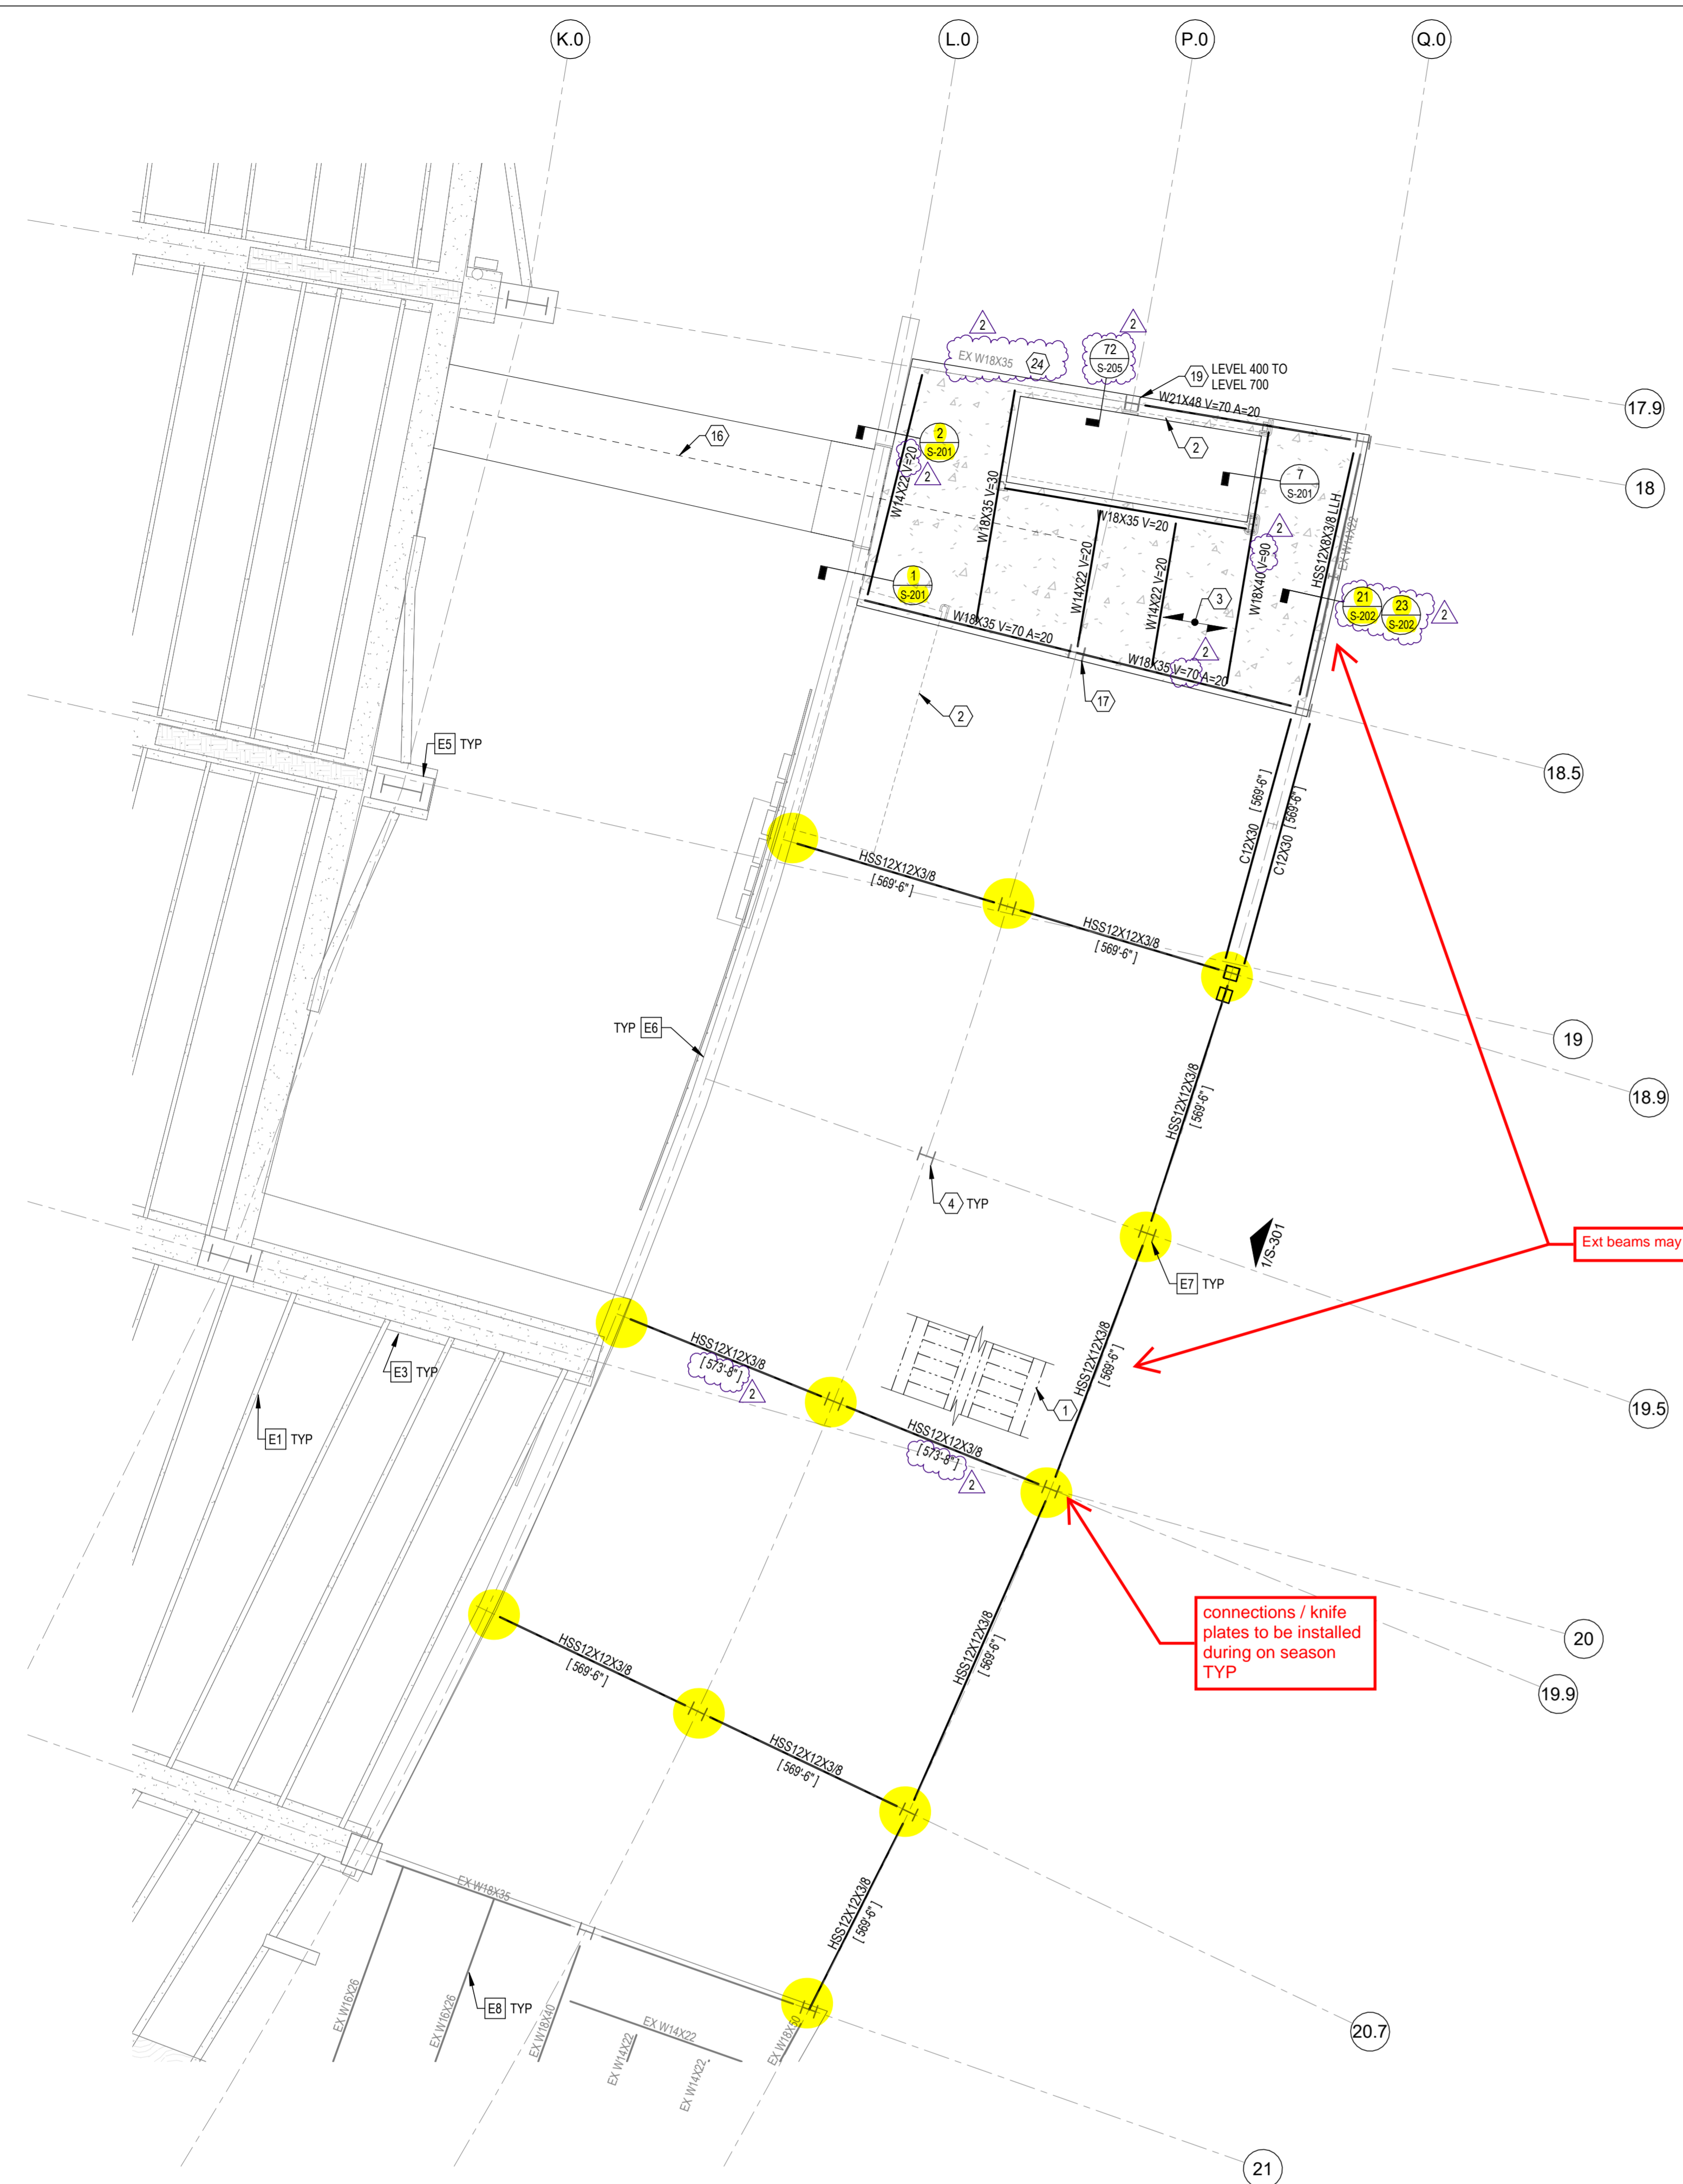 K.0
L.0
P.0
Q.0
2
2
EX W18X35
24
72
S-205
19
LEVEL 400 TO
LEVEL 700
17.9
W21X48 V=70 A=20
16
2
S-201
2
2
7
S-201
18
W14X22 V=20
W18X35 V=30
W18X35 V=20
HSS12X8X3/8 LLH
EX W14X22
2
W14X22 V=20
W14X22 V=20
W18X40 V=90
1
S-201
3
21
S-202
23
S-202
2
W18X35 V=70 A=20
2
W18X35 V=70 A=20
17
2
E5 TYP
18.5
C12X30 [ 569'-6" ]
C12X30 [ 569'-6" ]
HSS12X12X3/8
[ 569'-6" ]
HSS12X12X3/8
[ 569'-6" ]
TYP E6
19
18.9
HSS12X12X3/8
[ 569'-6" ]
4 TYP
1/S-301
Ext beams may
E7 TYP
HSS12X12X3/8
[ 573'-8" ]
2
HSS12X12X3/8
[ 569'-6" ]
E3 TYP
1
19.5
E1 TYP
HSS12X12X3/8
[ 573'-8" ]
2
connections / knife
plates to be installed
during on season
TYP
20
19.9
HSS12X12X3/8
[ 569'-6" ]
HSS12X12X3/8
[ 569'-6" ]
HSS12X12X3/8
[ 569'-6" ]
EX W18X35
HSS12X12X3/8
[ 569'-6" ]
EX W16X26
EX W16X26
E8 TYP
EX W18X40
EX W14X22
EX W14X22
EX W14X22
EX W18X50
20.7
21